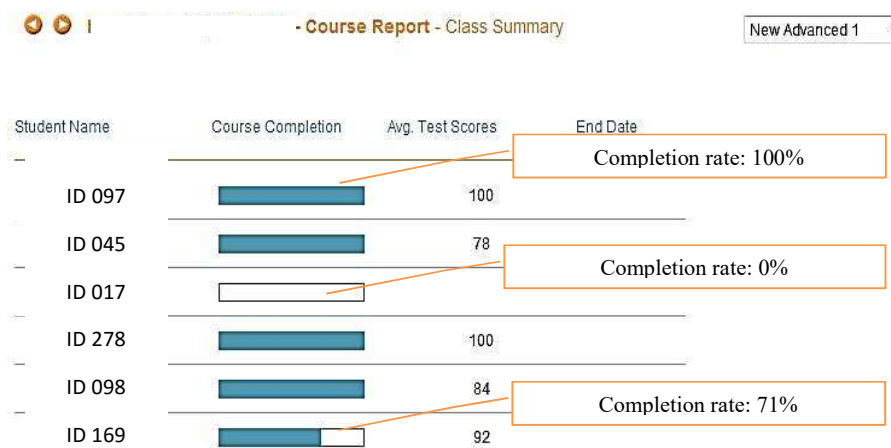 - Course Report - Class Summary
New Advanced 1
Student Name Course Completion Avg. Test Scores End Date
Completion rate: 100%
ID 097 100
ID 045 78
Completion rate: 0%
ID 017
ID 278 100
ID 098 84
Completion rate: 71%
ID 169 92